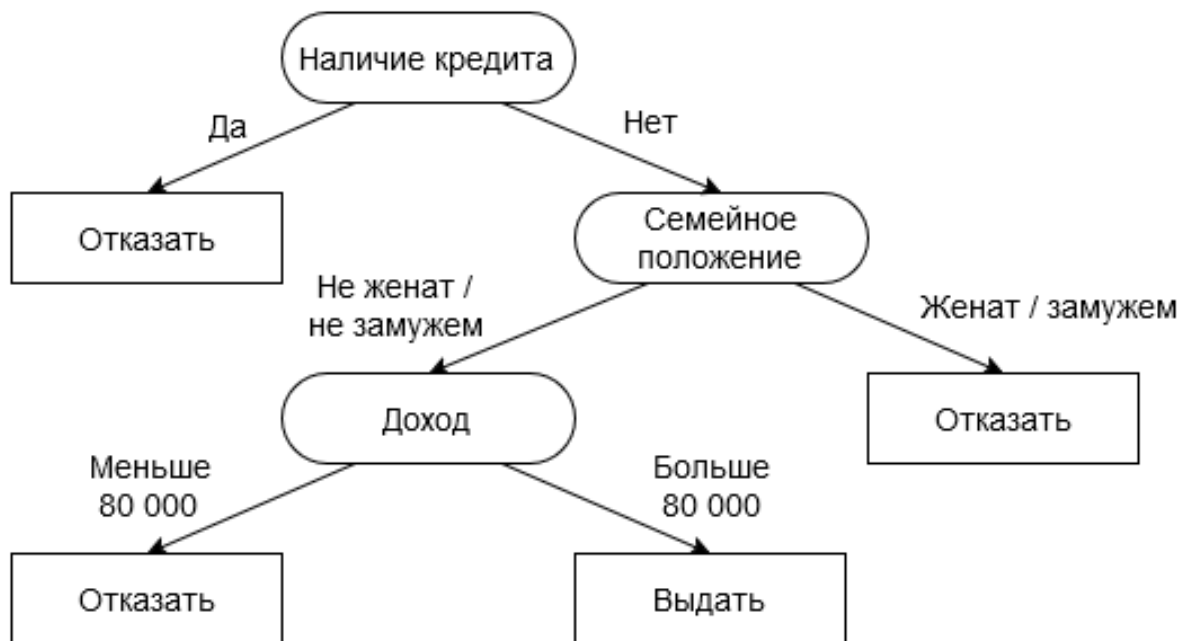 Наличие кредита
Да
Нет
Отказать
Семейное
положение
Не женат /
не замужем
Женат / замужем
Доход
Отказать
Меньше
80 000
Больше
80 000
Отказать
Выдать